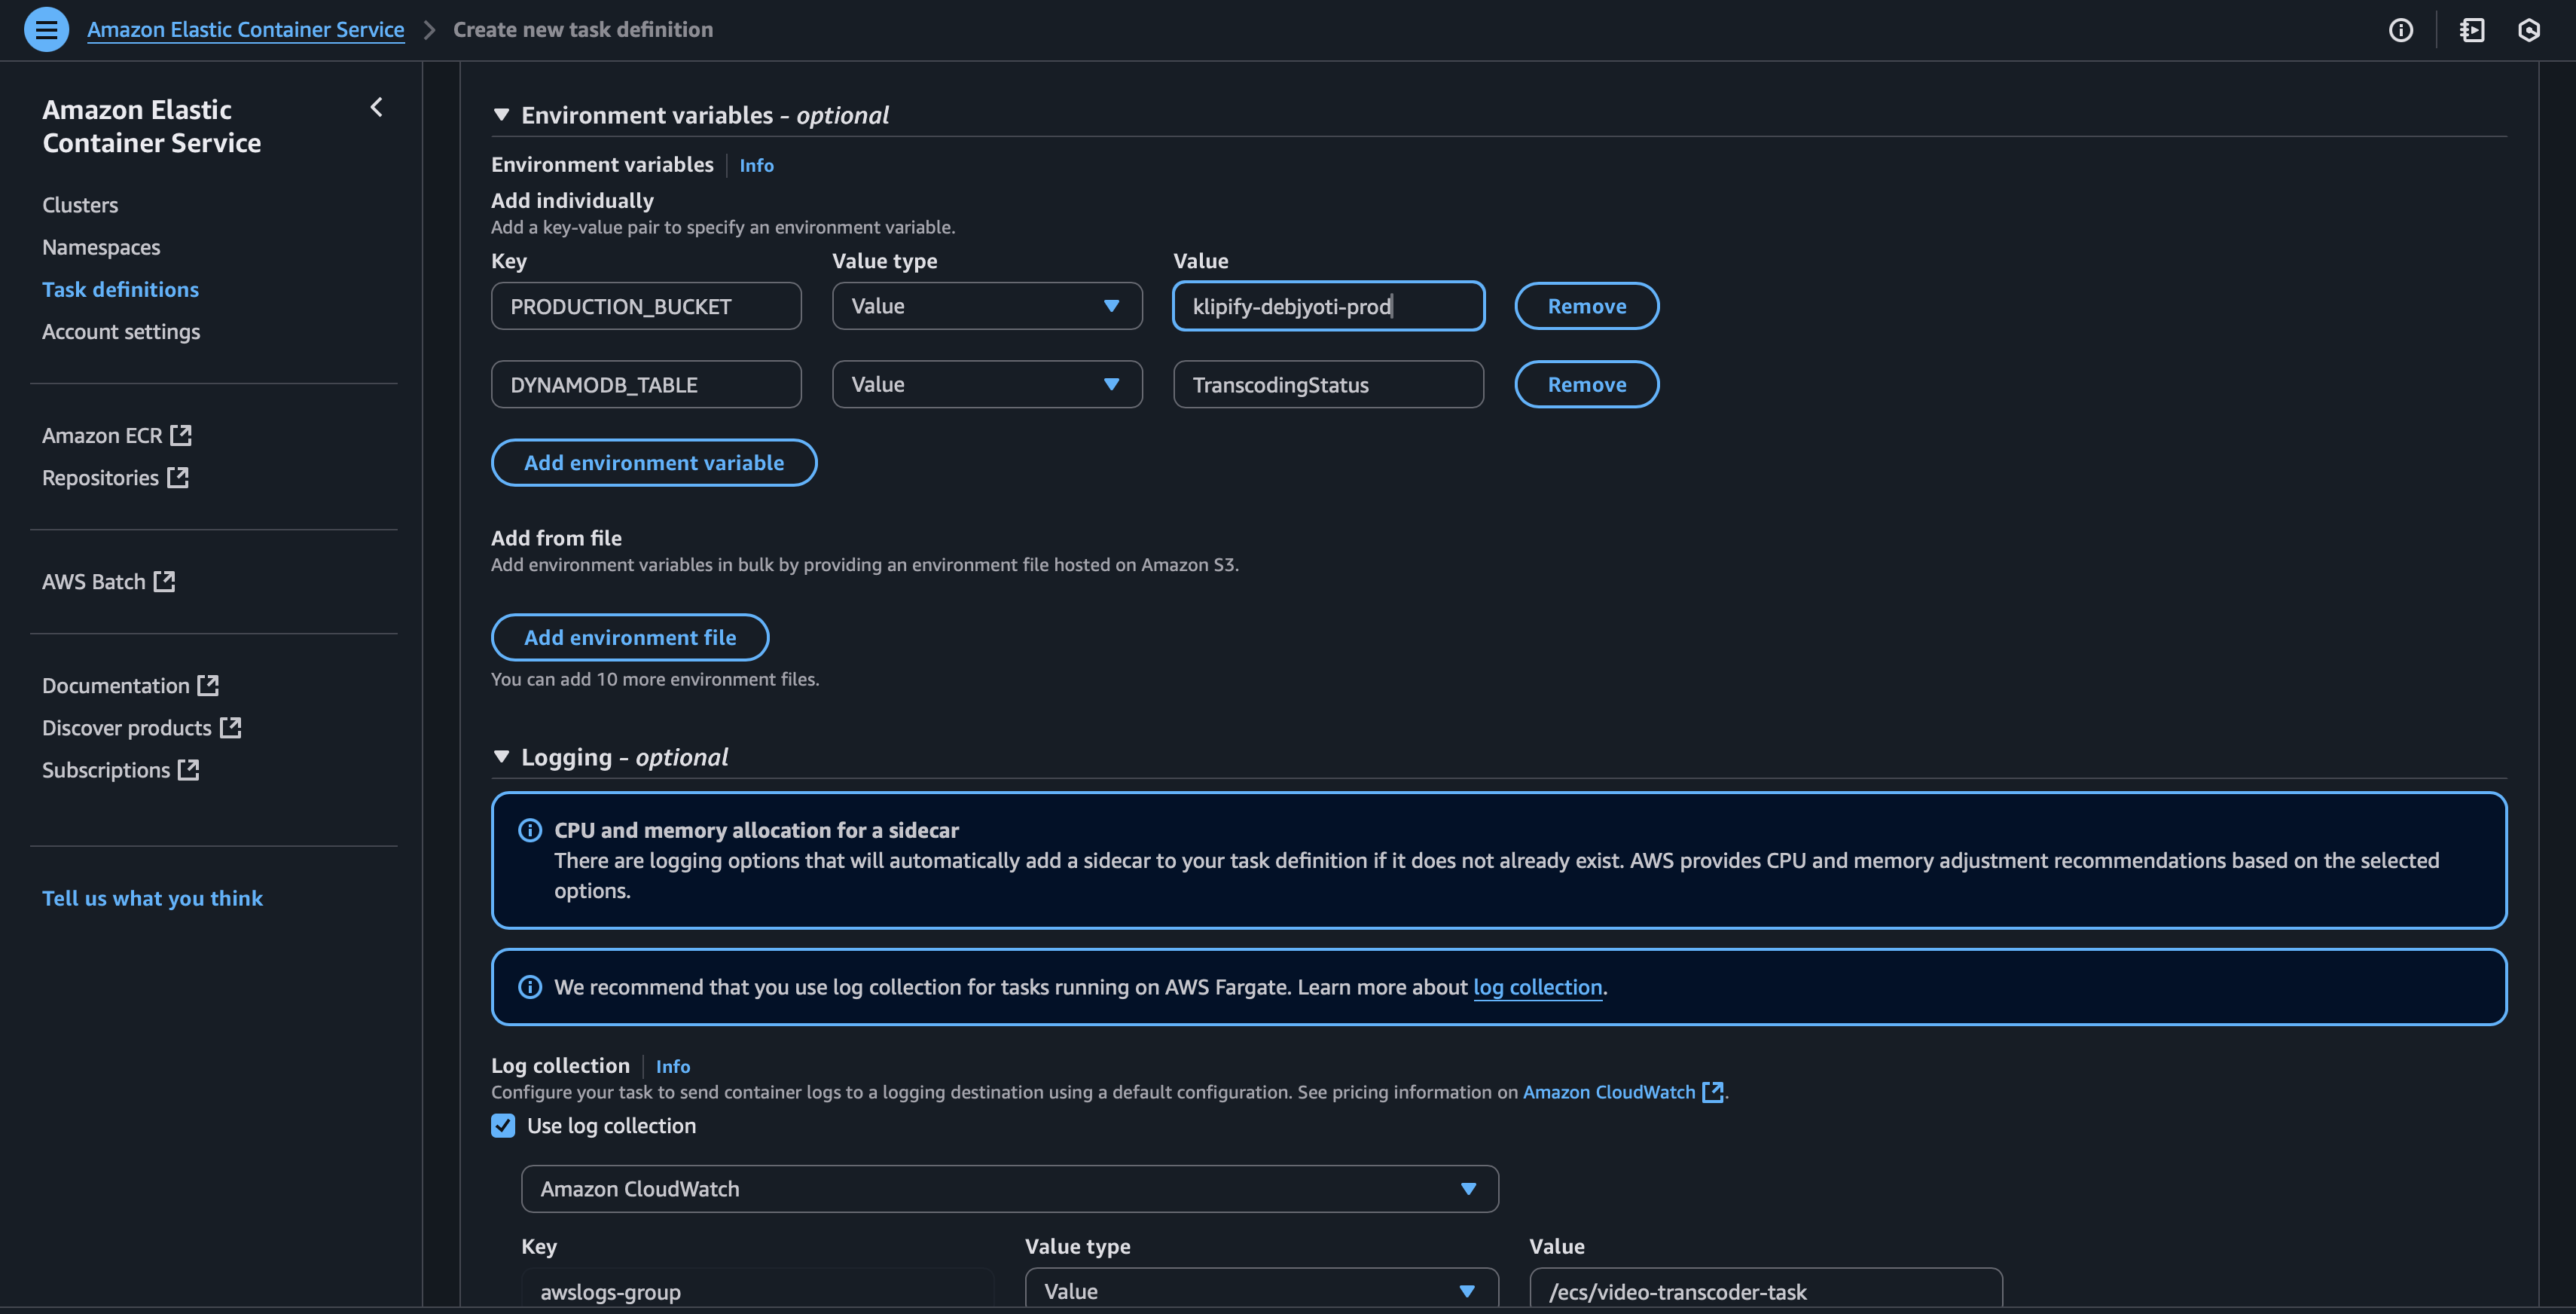 Amazon Elastic Container Service > Create new task definition
Amazon Elastic
Container Service
Clusters
Namespaces
Task definitions
Account settings
Amazon ECR
Repositories
AWS Batch
Documentation
Discover products
Subscriptions
Tell us what you think
Environment variables - optional
Environment variables Info
Add individually
Add a key-value pair to specify an environment variable.
Key Value type Value
PRODUCTION_BUCKET Value klipify-debjyoti-prod Remove
DYNAMODB_TABLE Value TranscodingStatus Remove
Add environment variable
Add from file
Add environment variables in bulk by providing an environment file hosted on Amazon S3.
Add environment file
You can add 10 more environment files.
Logging - optional
CPU and memory allocation for a sidecar
There are logging options that will automatically add a sidecar to your task definition if it does not already exist. AWS provides CPU and memory adjustment recommendations based on the selected
options.
We recommend that you use log collection for tasks running on AWS Fargate. Learn more about log collection.
Log collection Info
Configure your task to send container logs to a logging destination using a default configuration. See pricing information on Amazon CloudWatch.
Use log collection
Amazon CloudWatch
Key Value type Value
awslogs-group Value /ecs/video-transcoder-task